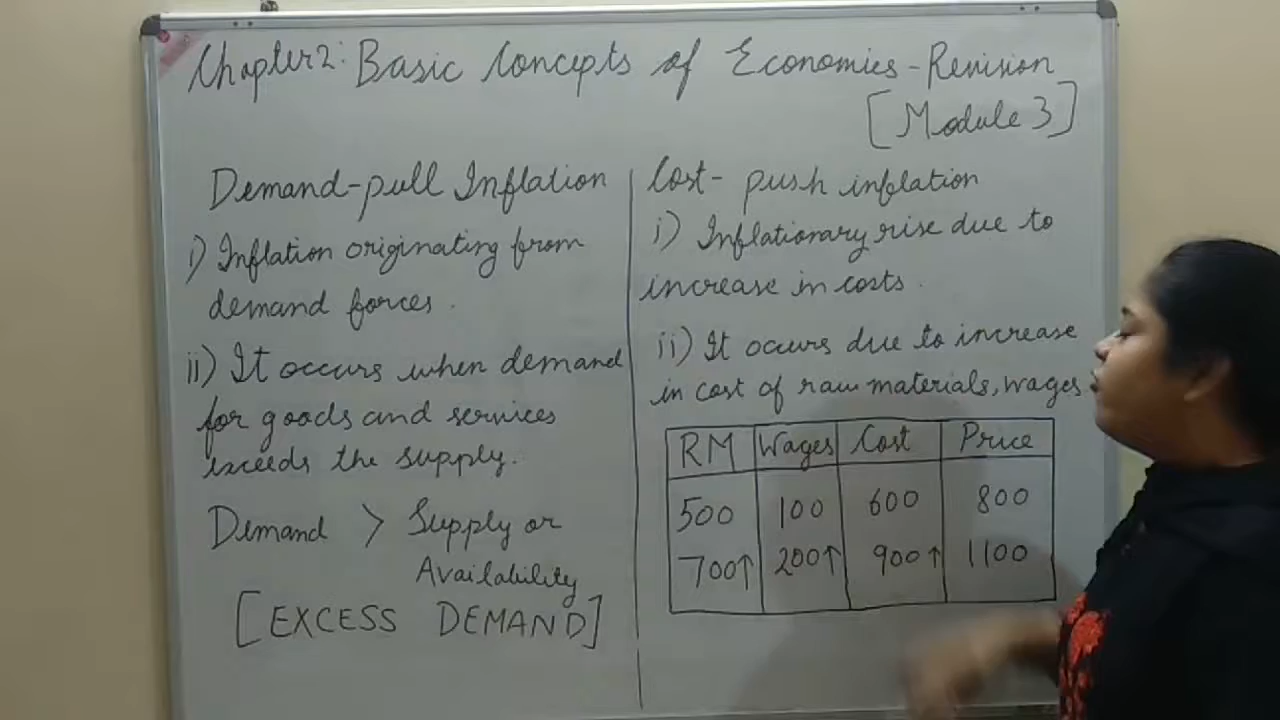 Chapter 2: Basic Concepts of Economics - Revision
[Module 3]
Demand-pull Inflation
i) Inflation originating from
demand forces.
ii) It occurs when demand
for goods and services
exceeds the supply.
Demand > Supply or
Availability
[EXCESS DEMAND]
Cost-push inflation
i) Inflationary rise due to
increase in costs.
ii) It occurs due to increase
in cost of raw materials, wages
RM Wages Cost Price
500 100 600 800
700↑ 200↑ 900↑ 1100